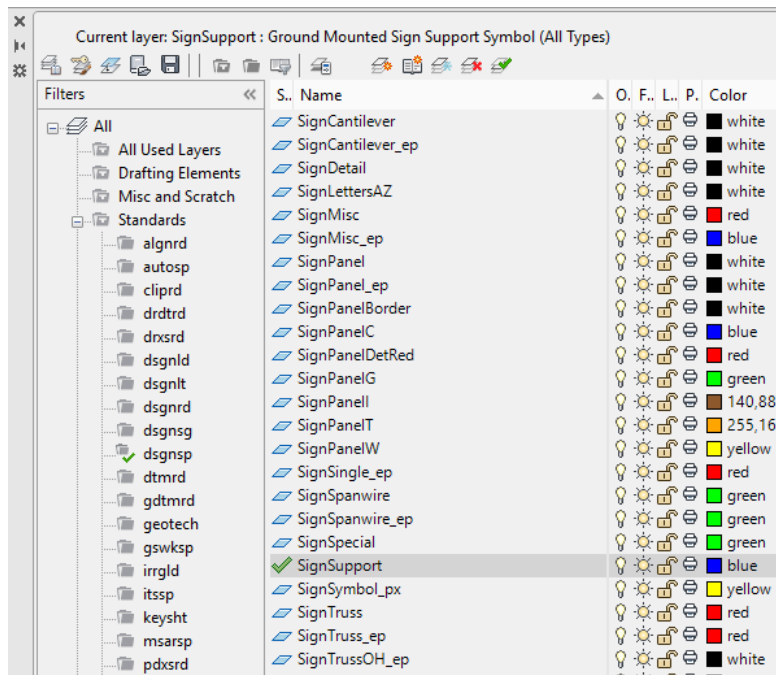 Current layer: SignSupport : Ground Mounted Sign Support Symbol (All Types)
Filters
All
All Used Layers
Drafting Elements
Misc and Scratch
Standards
algnrd
autosp
cliprd
drdtrd
drxsrd
dsgnld
dsgnlt
dsgnrd
dsgnsg
dsgnsp
dtmrd
gdtmrd
geotech
gswksp
irrgld
itssp
keysht
msarsp
pdxsrd
S.. Name O. F.. L.. P. Color
SignCantilever white
SignCantilever_ep white
SignDetail white
SignLettersAZ white
SignMisc red
SignMisc_ep blue
SignPanel white
SignPanel_ep white
SignPanelBorder white
SignPanelC blue
SignPanelDetRed red
SignPanelG green
SignPanelI 140,88
SignPanelT 255,16
SignPanelW yellow
SignSingle_ep red
SignSpanwire green
SignSpanwire_ep green
SignSpecial green
SignSupport blue
SignSymbol_px yellow
SignTruss red
SignTruss_ep red
SignTrussOH_ep white